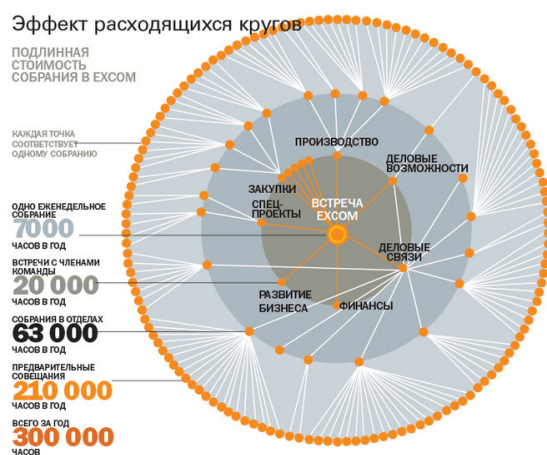 Эффект расходящихся кругов
ПОДЛИННАЯ
СТОИМОСТЬ
СОБРАНИЯ В EXCOM
КАЖДАЯ ТОЧКА
СООТВЕТСТВУЕТ
ОДНОМУ СОБРАНИЮ
ПРОИЗВОДСТВО
ДЕЛОВЫЕ
ВОЗМОЖНОСТИ
ЗАКУПКИ
СПЕЦ-
ПРОЕКТЫ
ВСТРЕЧА
EXCOM
ДЕЛОВЫЕ
СВЯЗИ
РАЗВИТИЕ
БИЗНЕСА
ФИНАНСЫ
ОДНО ЕЖЕНЕДЕЛЬНОЕ
СОБРАНИЕ
7000
ЧАСОВ В ГОД
ВСТРЕЧИ С ЧЛЕНАМИ
КОМАНДЫ
20 000
ЧАСОВ В ГОД
СОБРАНИЯ В ОТДЕЛАХ
63 000
ЧАСОВ В ГОД
ПРЕДВАРИТЕЛЬНЫЕ
СОВЕЩАНИЯ
210 000
ЧАСОВ В ГОД
ВСЕГО ЗА ГОД
300 000
ЧАСОВ